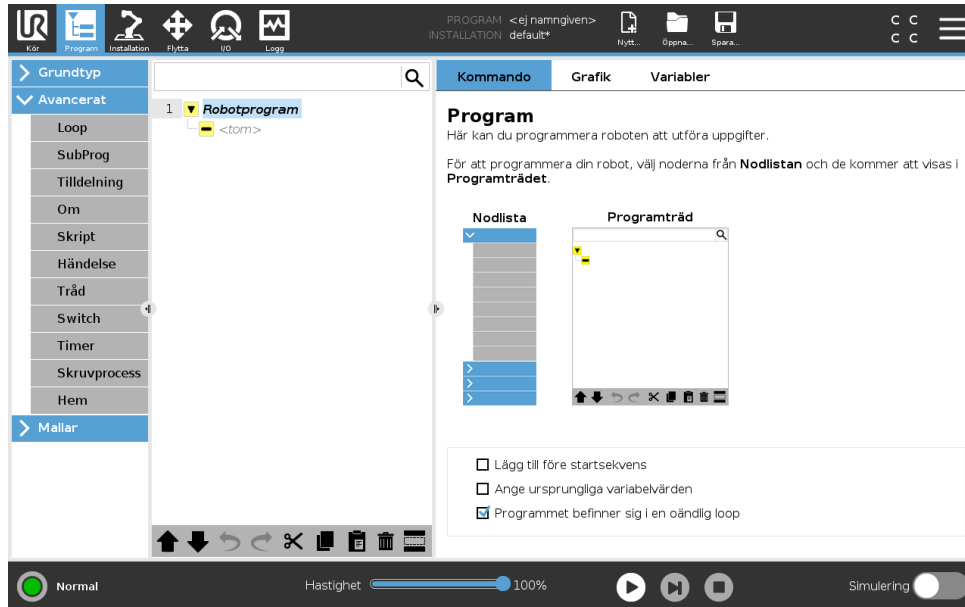 PROGRAM <ej namngiven>
INSTALLATION default*
Kör
Program
Installation
Flytta
I/O
Logg
Nytt...
Öppna...
Spara...
C C
C C
Grundtyp
Avancerat
Loop
SubProg
Tilldelning
Om
Skript
Händelse
Tråd
Switch
Timer
Skruvprocess
Hem
Mallar
1 Robotprogram
<tom>
Kommando Grafik Variabler
Program
Här kan du programmera roboten att utföra uppgifter.
För att programmera din robot, välj noderna från Nodlistan och de kommer att visas i
Programträdet.
Nodlista
Programträd
Lägg till före startsekvens
Ange ursprungliga variabelvärden
Programmet befinner sig i en oändlig loop
Normal
Hastighet 100%
Simulering